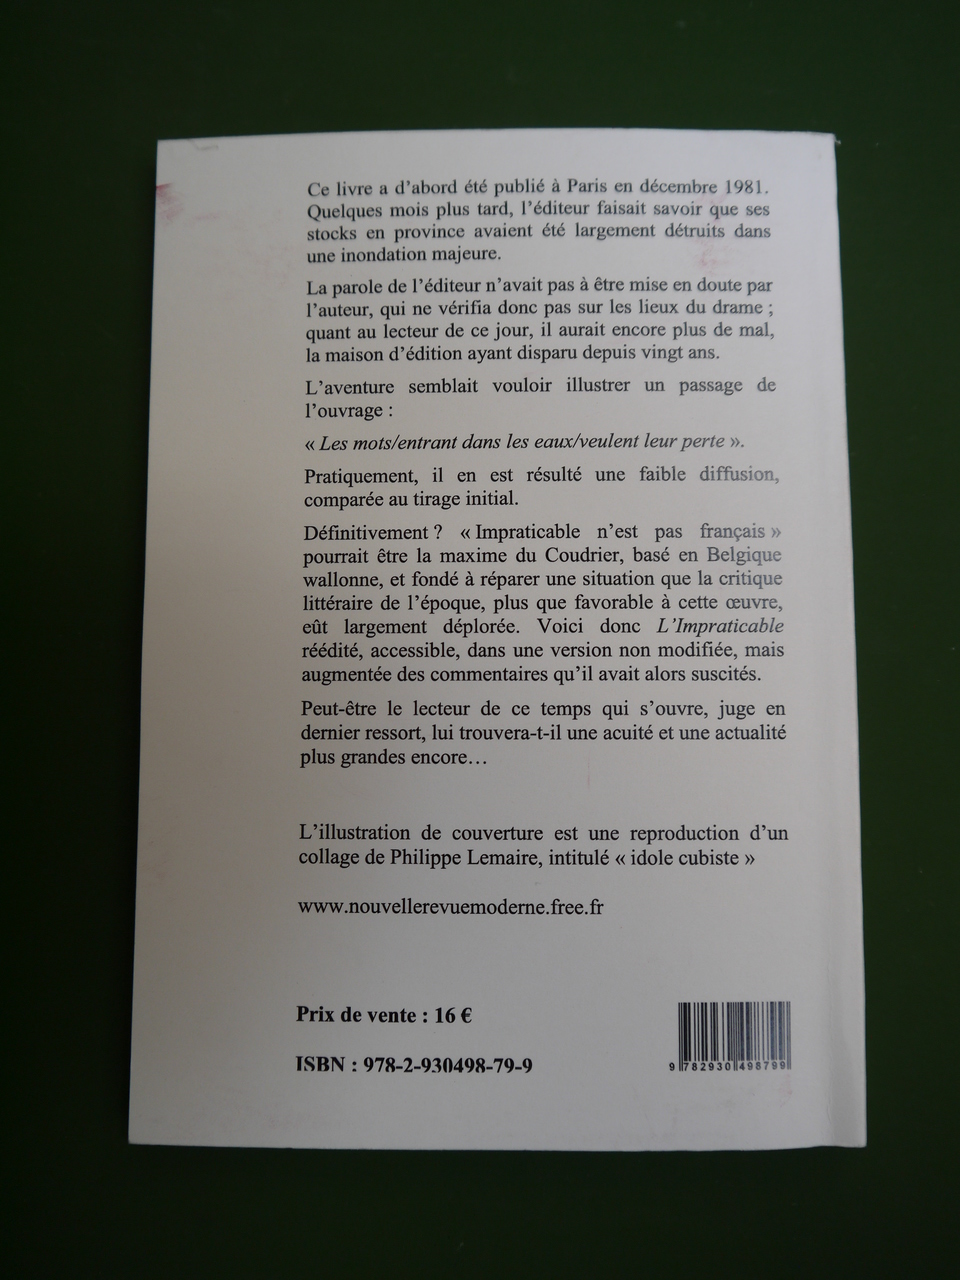 Ce livre a d’abord été publié à Paris en décembre 1981.
Quelques mois plus tard, l’éditeur faisait savoir que ses
stocks en province avaient été largement détruits dans
une inondation majeure.
La parole de l’éditeur n’avait pas à être mise en doute par
l’auteur, qui ne vérifia donc pas sur les lieux du drame ;
quant au lecteur de ce jour, il aurait encore plus de mal,
la maison d’édition ayant disparu depuis vingt ans.
L’aventure semblait vouloir illustrer un passage de
l’ouvrage :
« Les mots/entrant dans les eaux/veulent leur perte ».
Pratiquement, il en est résulté une faible diffusion,
comparée au tirage initial.
Définitivement ? « Impraticable n’est pas français »
pourrait être la maxime du Coudrier, basé en Belgique
wallonne, et fondé à réparer une situation que la critique
littéraire de l’époque, plus que favorable à cette œuvre,
eût largement déplorée. Voici donc L’Impraticable
réédité, accessible, dans une version non modifiée, mais
augmentée des commentaires qu’il avait alors suscités.
Peut-être le lecteur de ce temps qui s’ouvre, juge en
dernier ressort, lui trouvera-t-il une acuité et une actualité
plus grandes encore…
L’illustration de couverture est une reproduction d’un
collage de Philippe Lemaire, intitulé « idole cubiste »
www.nouvellerevuemoderne.free.fr
Prix de vente : 16 €
ISBN : 978-2-930498-79-9
9 782930 498799